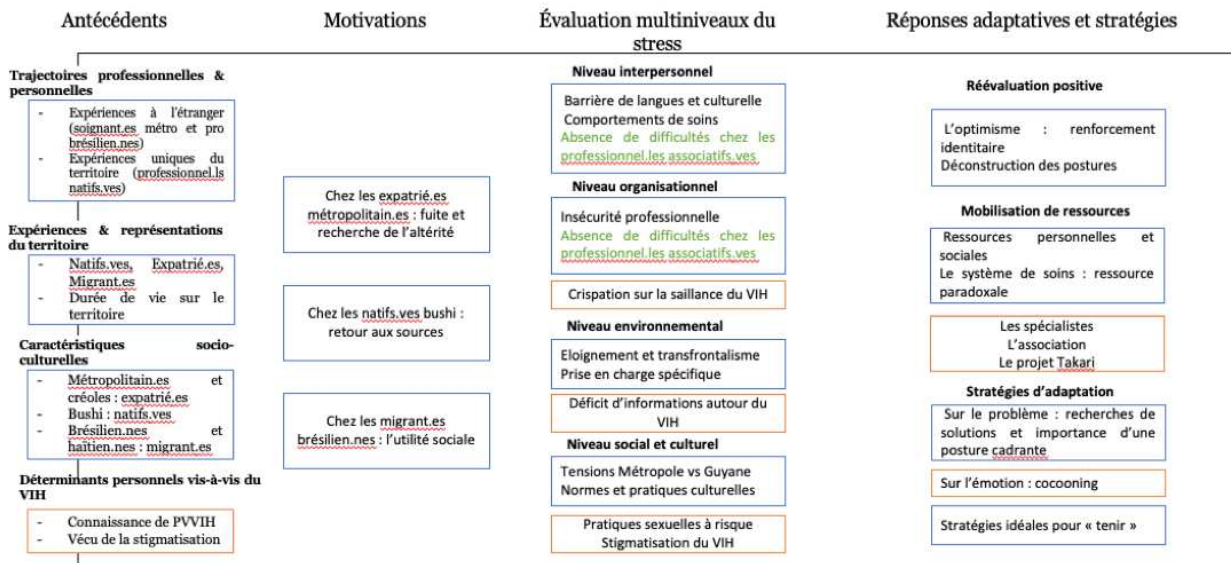 Antécédents
Trajectoires professionnelles &
personnelles
- Expériences à l'étranger
(soignant.es métro et pro
brésilien.nes)
- Expériences uniques du
territoire (professionnel.ls
natifs.ves)
Expériences & représentations
du territoire
- Natifs.ves, Expatrié.es,
Migrant.es
- Durée de vie sur le
territoire
Caractéristiques socio-
culturelles
- Métropolitain.es et
créoles : expatrié.es
- Bushi : natifs.ves
- Brésilien.nes et
haïtien.nes : migrant.es
Déterminants personnels vis-à-vis du
VIH
- Connaissance de PVVIH
- Vécu de la stigmatisation
Motivations
Chez les expatrié.es
métropolitain.es : fuite et
recherche de l'altérité
Chez les natifs.ves bushi :
retour aux sources
Chez les migrant.es
brésilien.nes : l'utilité sociale
Évaluation multiniveaux du
stress
Niveau interpersonnel
Barrière de langues et culturelle
Comportements de soins
Absence de difficultés chez les
professionnel.les associatifs.ves
Niveau organisationnel
Insécurité professionnelle
Absence de difficultés chez les
professionnel.les associatifs.ves
Crispation sur la saillance du VIH
Niveau environnemental
Eloignement et transfrontalisme
Prise en charge spécifique
Déficit d'informations autour du
VIH
Niveau social et culturel
Tensions Métropole vs Guyane
Normes et pratiques culturelles
Pratiques sexuelles à risque
Stigmatisation du VIH
Réponses adaptatives et stratégies
Réévaluation positive
L'optimisme : renforcement
identitaire
Déconstruction des postures
Mobilisation de ressources
Ressources personnelles et
sociales
Le système de soins : ressource
paradoxale
Les spécialistes
L'association
Le projet Takari
Stratégies d'adaptation
Sur le problème : recherches de
solutions et importance d'une
posture cadrante
Sur l'émotion : cocooning
Stratégies idéales pour « tenir »